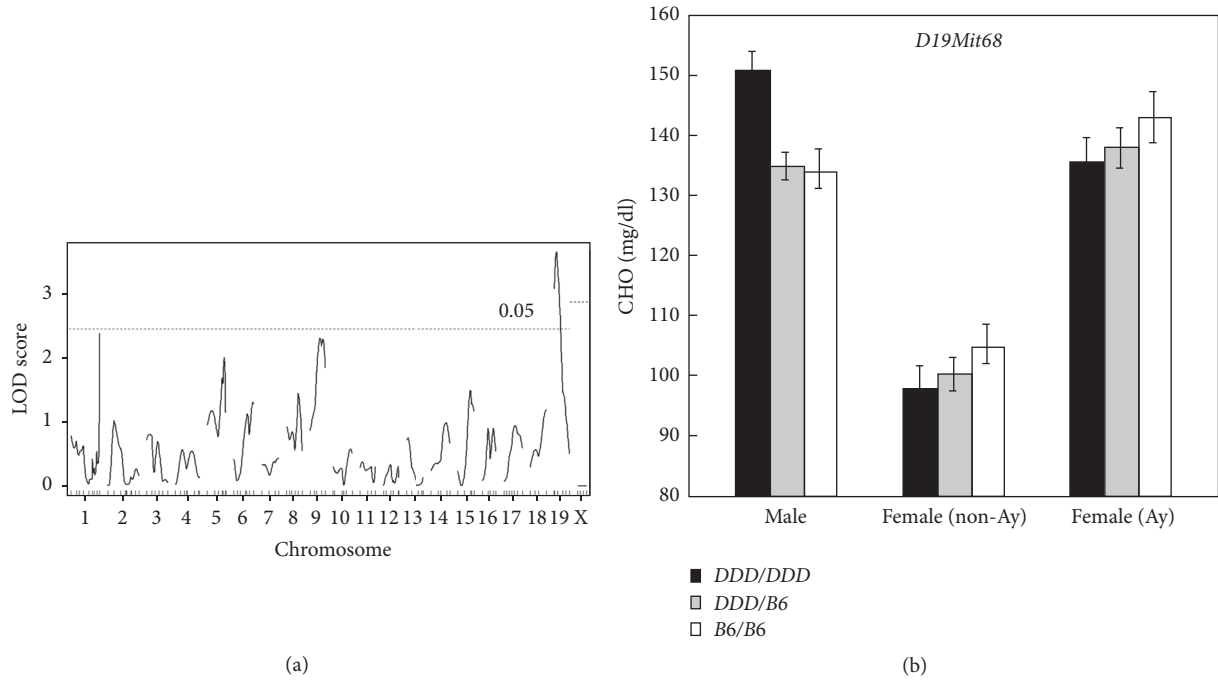 3
2
1
0
LOD score
0.05
1 2 3 4 5 6 7 8 9 10 11 12 13 14 15 16 17 18 19 X
Chromosome
(a)
160
150
140
130
120
110
100
90
80
CHO (mg/dl)
D19Mit68
Male Female (non-Ay) Female (Ay)
DDD/DDD
DDD/B6
B6/B6
(b)